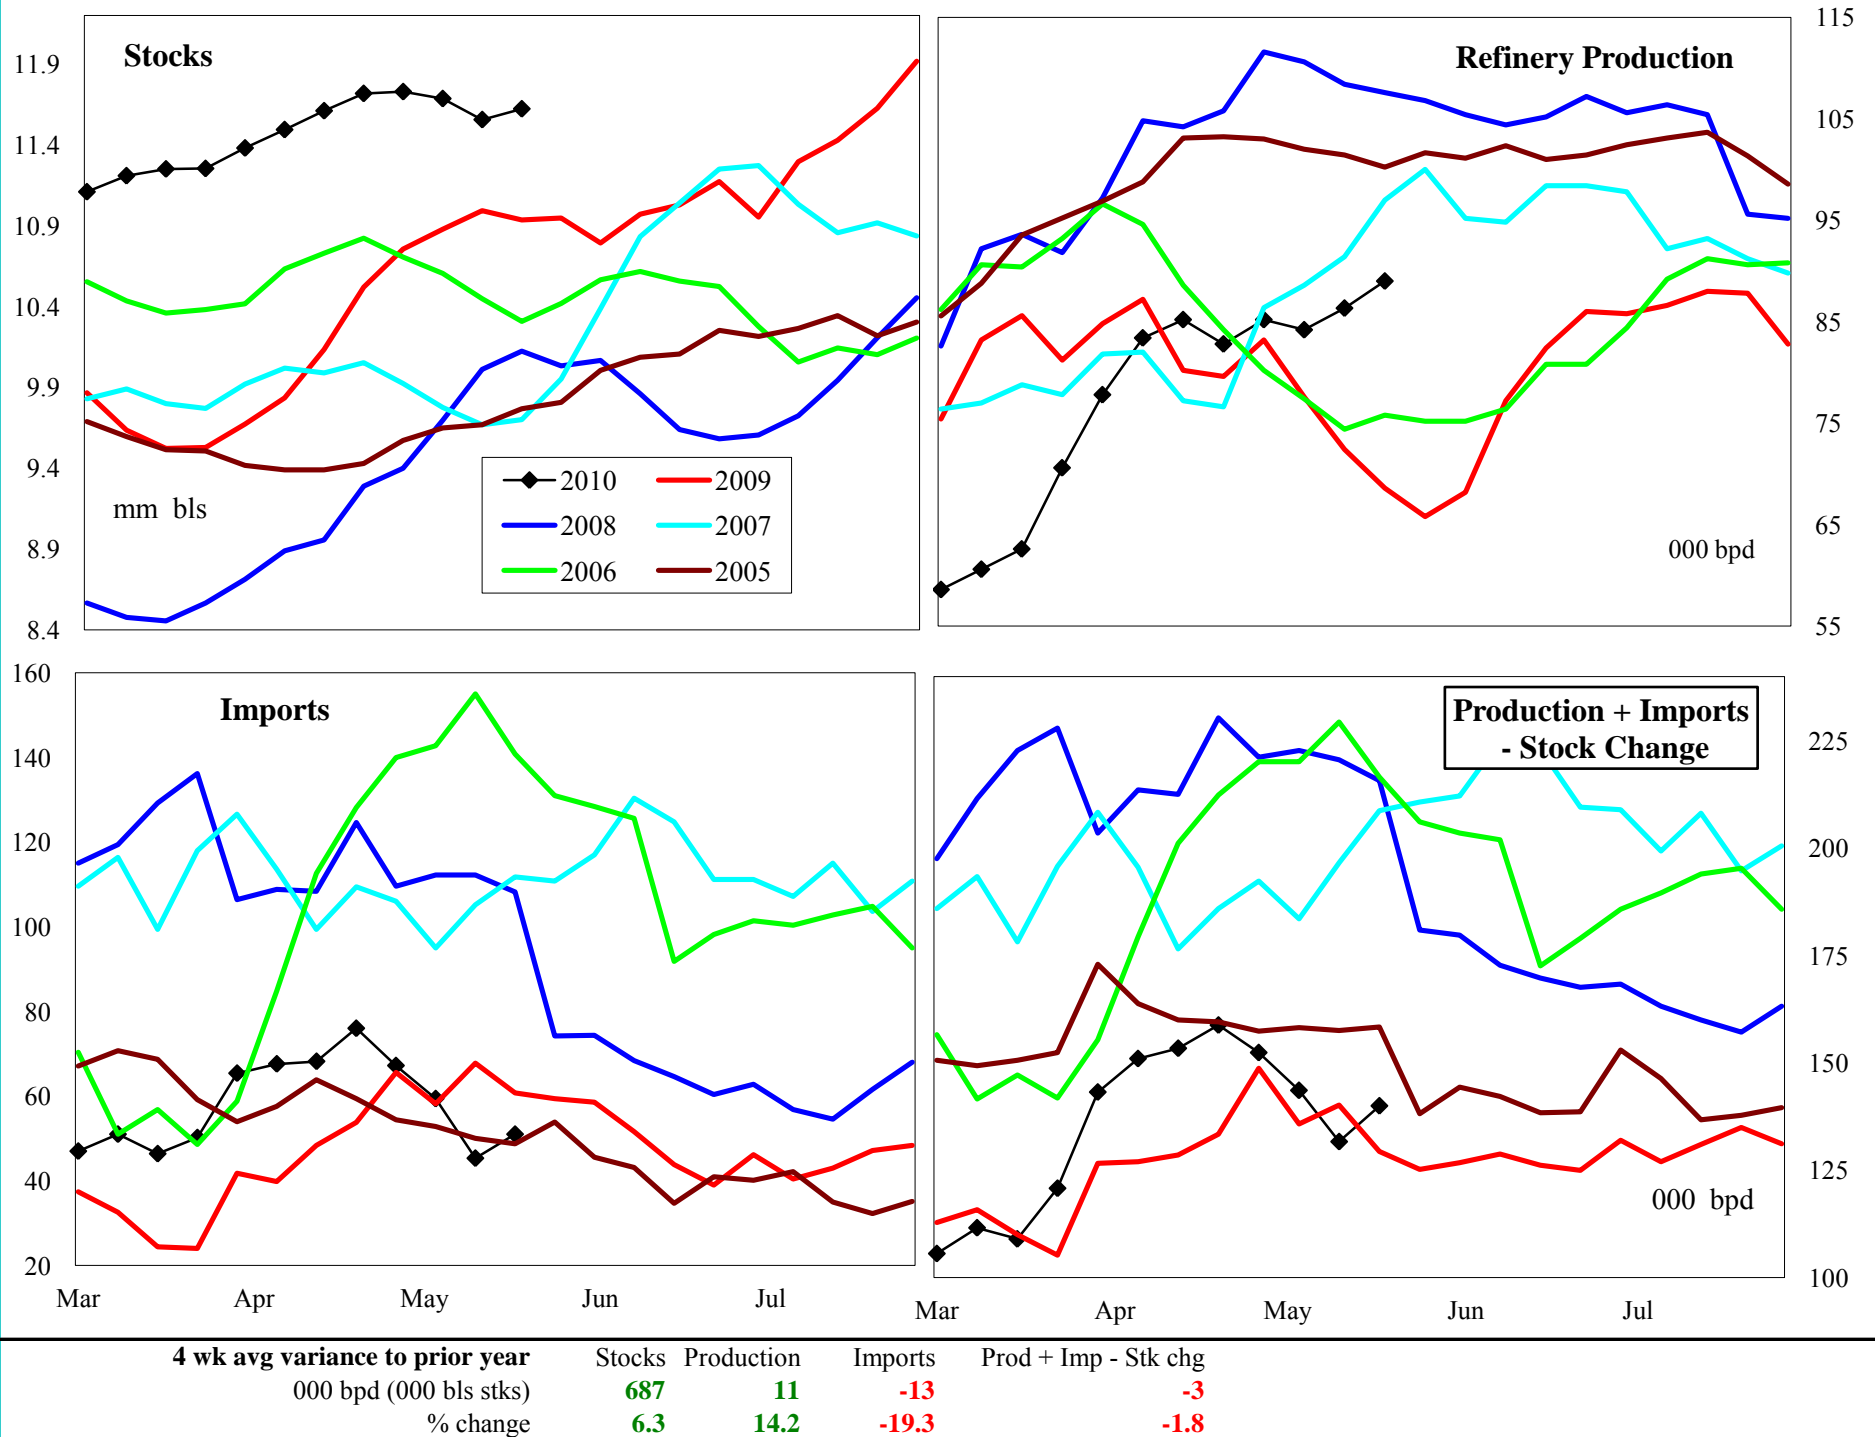 Stocks
11.9
11.4
10.9
10.4
9.9
9.4
8.9
8.4
mm bls
2010
2009
2008
2007
2006
2005
Refinery Production
115
105
95
85
75
65
55
000 bpd
Imports
160
140
120
100
80
60
40
20
Mar Apr May Jun Jul
Production + Imports
- Stock Change
225
200
175
150
125
100
000 bpd
Mar Apr May Jun Jul
4 wk avg variance to prior year Stocks Production Imports Prod + Imp - Stk chg
000 bpd (000 bls stks) 687 11 -13 -3
% change 6.3 14.2 -19.3 -1.8